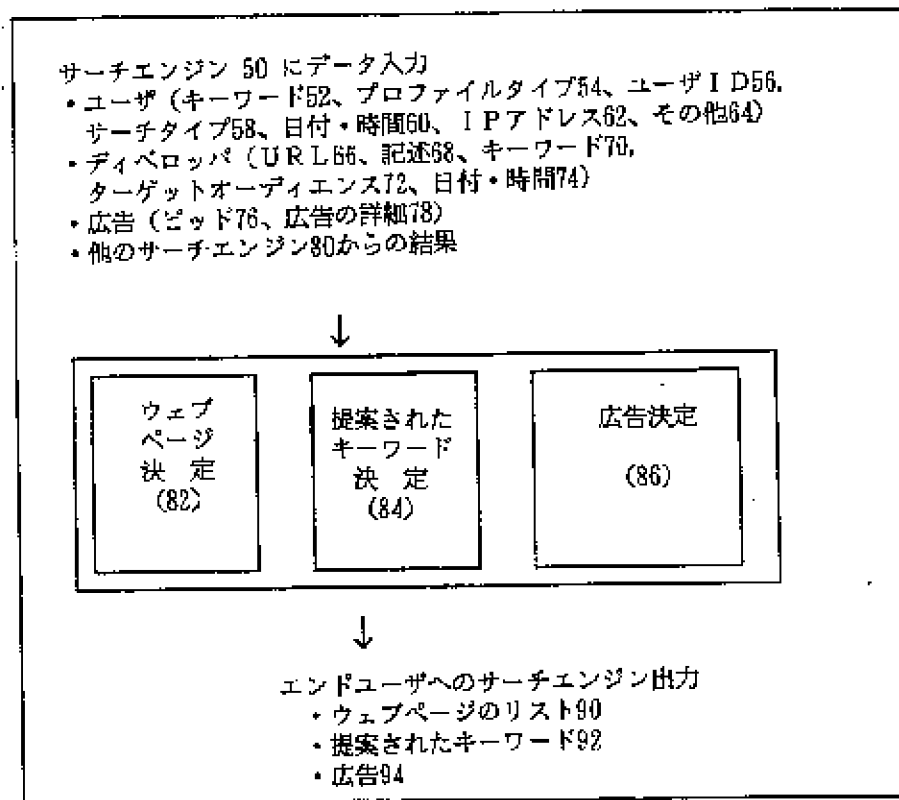 サーチエンジン 50 にデータ入力
・ユーザ（キーワード52、プロファイルタイプ54、ユーザＩＤ56、
サーチタイプ58、日付・時間60、ＩＰアドレス62、その他64）
・ディベロッパ（ＵＲＬ66、記述68、キーワード70、
ターゲットオーディエンス72、日付・時間74）
・広告（ビッド76、広告の詳細78）
・他のサーチエンジン80からの結果
↓
ウェブ
ページ
決 定
(82)
提案された
キーワード
決 定
(84)
広告決定
(86)
↓
エンドユーザへのサーチエンジン出力
・ウェブページのリスト90
・提案されたキーワード92
・広告94